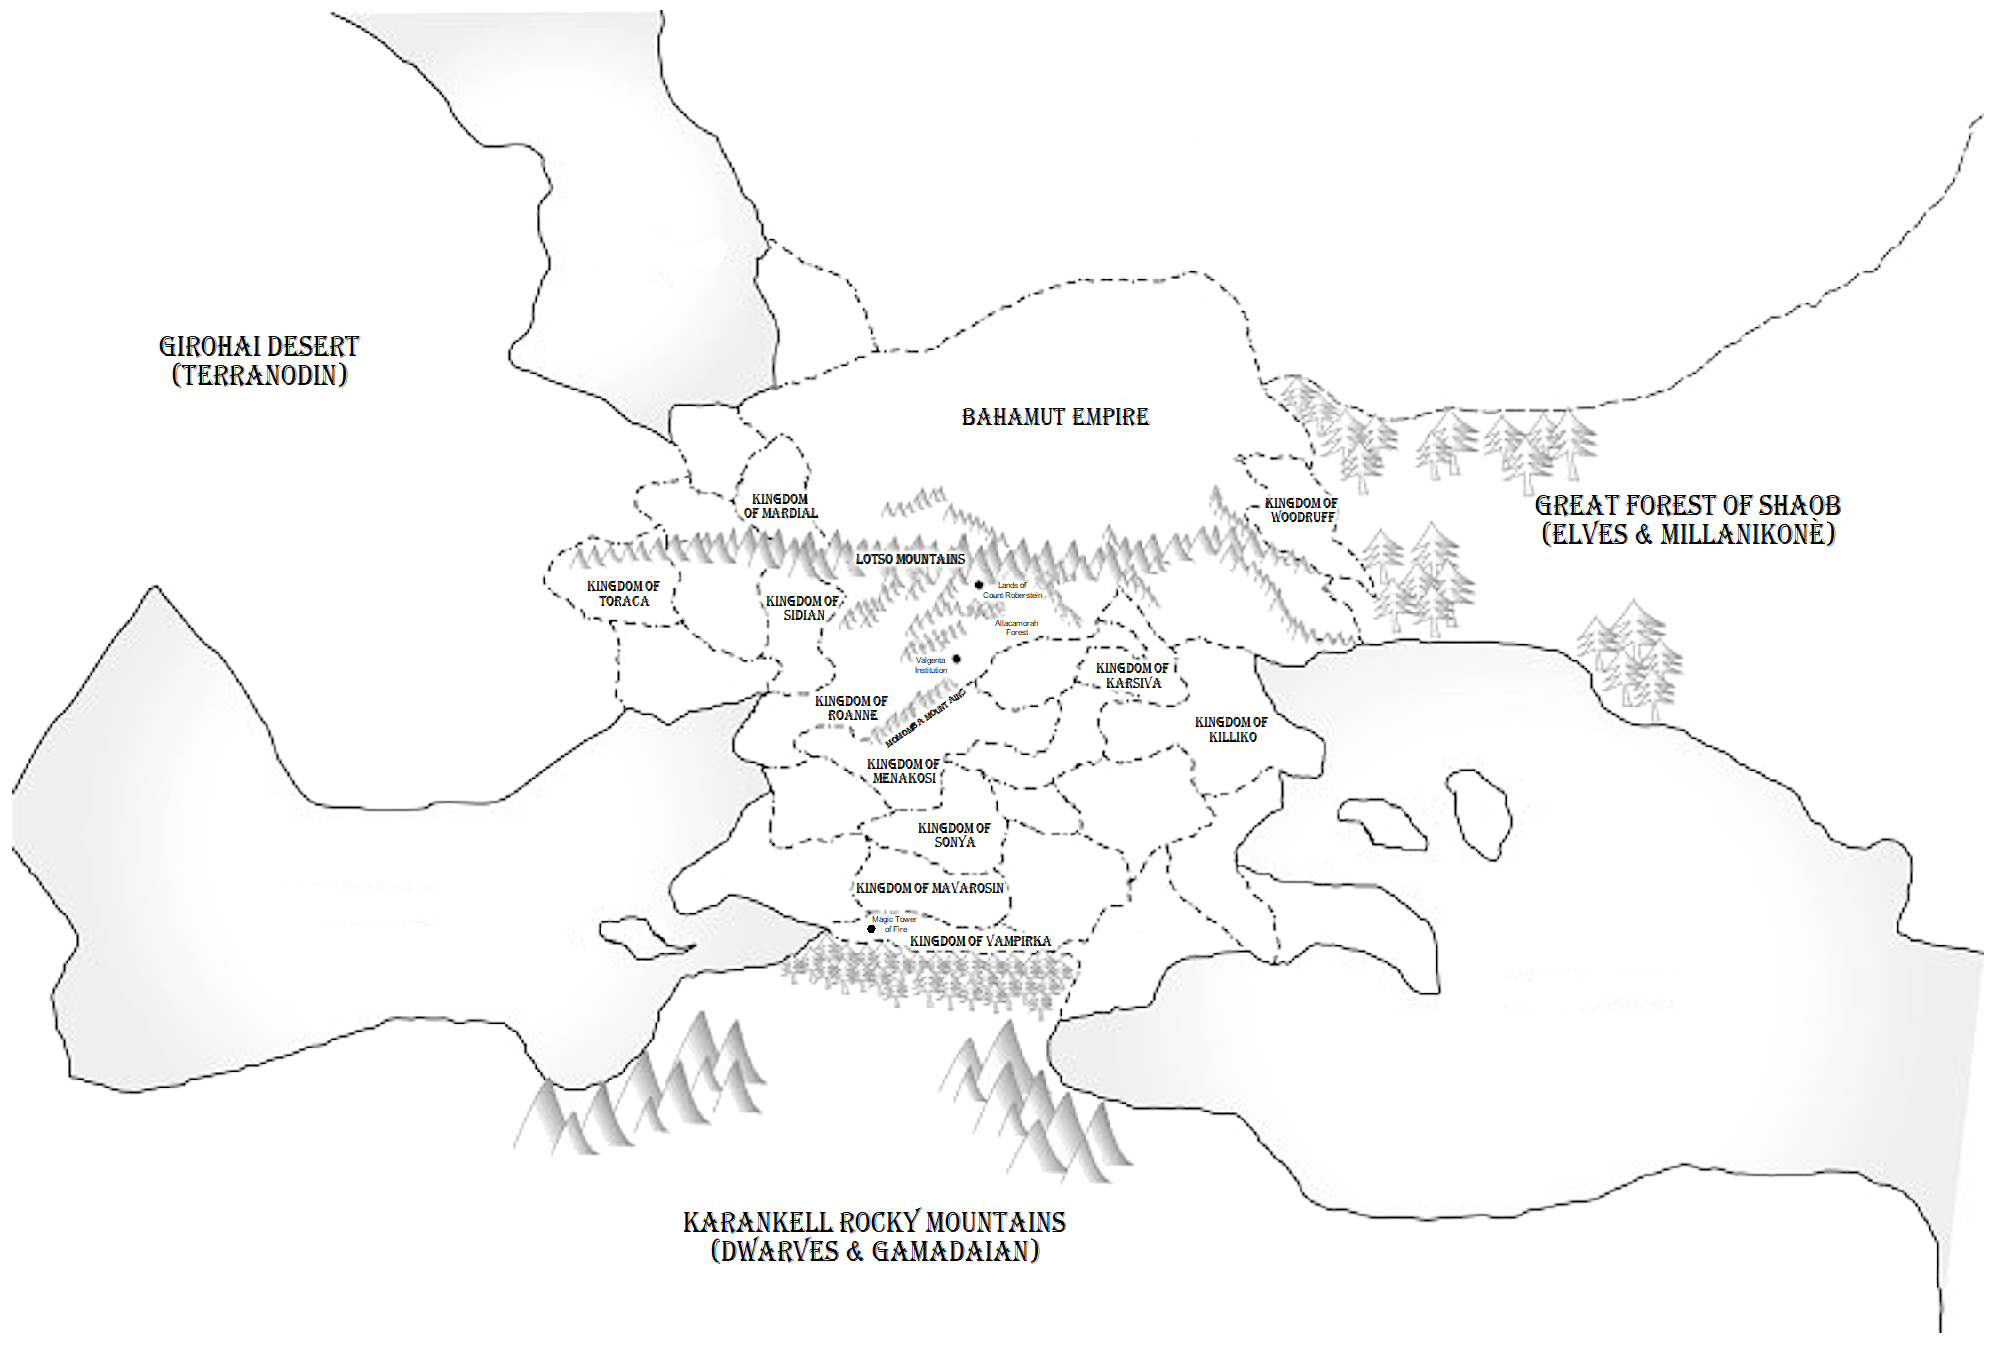 GIROHAI DESERT
(TERRANODIN)
BAHAMUT EMPIRE
KINGDOM
OF MARDIAL
KINGDOM OF
WOODRUFF
GREAT FOREST OF SHAOB
(ELVES & MILLANIKONÈ)
LOTSO MOUNTAINS
KINGDOM OF
TORACA
KINGDOM OF
SIDIAN
Lands of
Count Roberstein
Allacamorah
Forest
Valgenta
Institution
KINGDOM OF
KARSIVA
KINGDOM OF
ROANNE
MOUNTAINS
KINGDOM OF
KILLIKO
KINGDOM OF
MENAKOSI
KINGDOM OF
SONYA
KINGDOM OF MAVAROSIN
Magic Tower
of Fire
KINGDOM OF VAMPIRKA
KARANKELL ROCKY MOUNTAINS
(DWARVES & GAMADAIAN)